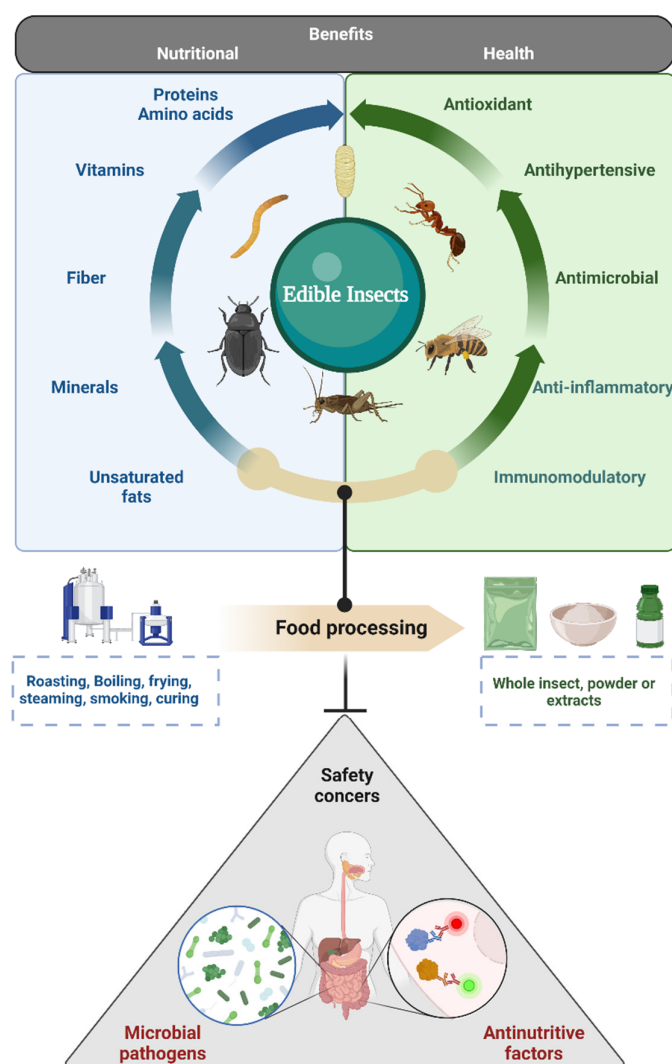 Benefits
Nutritional
Health
Proteins
Amino acids
Vitamins
Fiber
Minerals
Unsaturated
fats
Antioxidant
Antihypertensive
Antimicrobial
Anti-inflammatory
Immunomodulatory
Edible Insects
Food processing
Roasting, Boiling, frying,
steaming, smoking, curing
Whole insect, powder or
extracts
Safety
concers
Microbial
pathogens
Antinutritive
factors